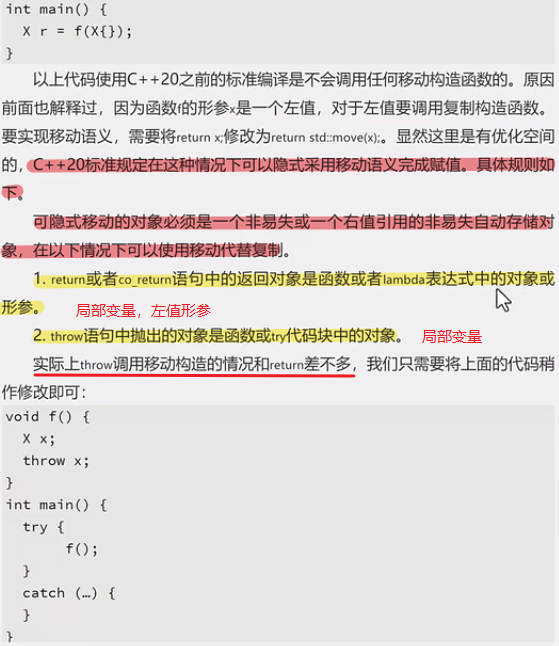 int main() {
X r = f(X{});
}
以上代码使用C++20之前的标准编译是不会调用任何移动构造函数的。原因
前面也解释过，因为函数f的形参x是一个左值，对于左值要调用复制构造函数。
要实现移动语义，需要将return x;修改为return std::move(x);。显然这里是有优化空间
的，C++20标准规定在这种情况下可以隐式采用移动语义完成赋值。具体规则如
下。
可隐式移动的对象必须是一个非易失或一个右值引用的非易失自动存储对
象，在以下情况下可以使用移动代替复制。
1. return或者co_return语句中的返回对象是函数或者lambda表达式中的对象或
形参。 局部变量，左值形参
2. throw语句中抛出的对象是函数或try代码块中的对象。 局部变量
实际上throw调用移动构造的情况和return差不多，我们只需要将上面的代码稍
作修改即可：
void f() {
X x;
throw x;
}
int main() {
try {
f();
}
catch (…) {
}
}